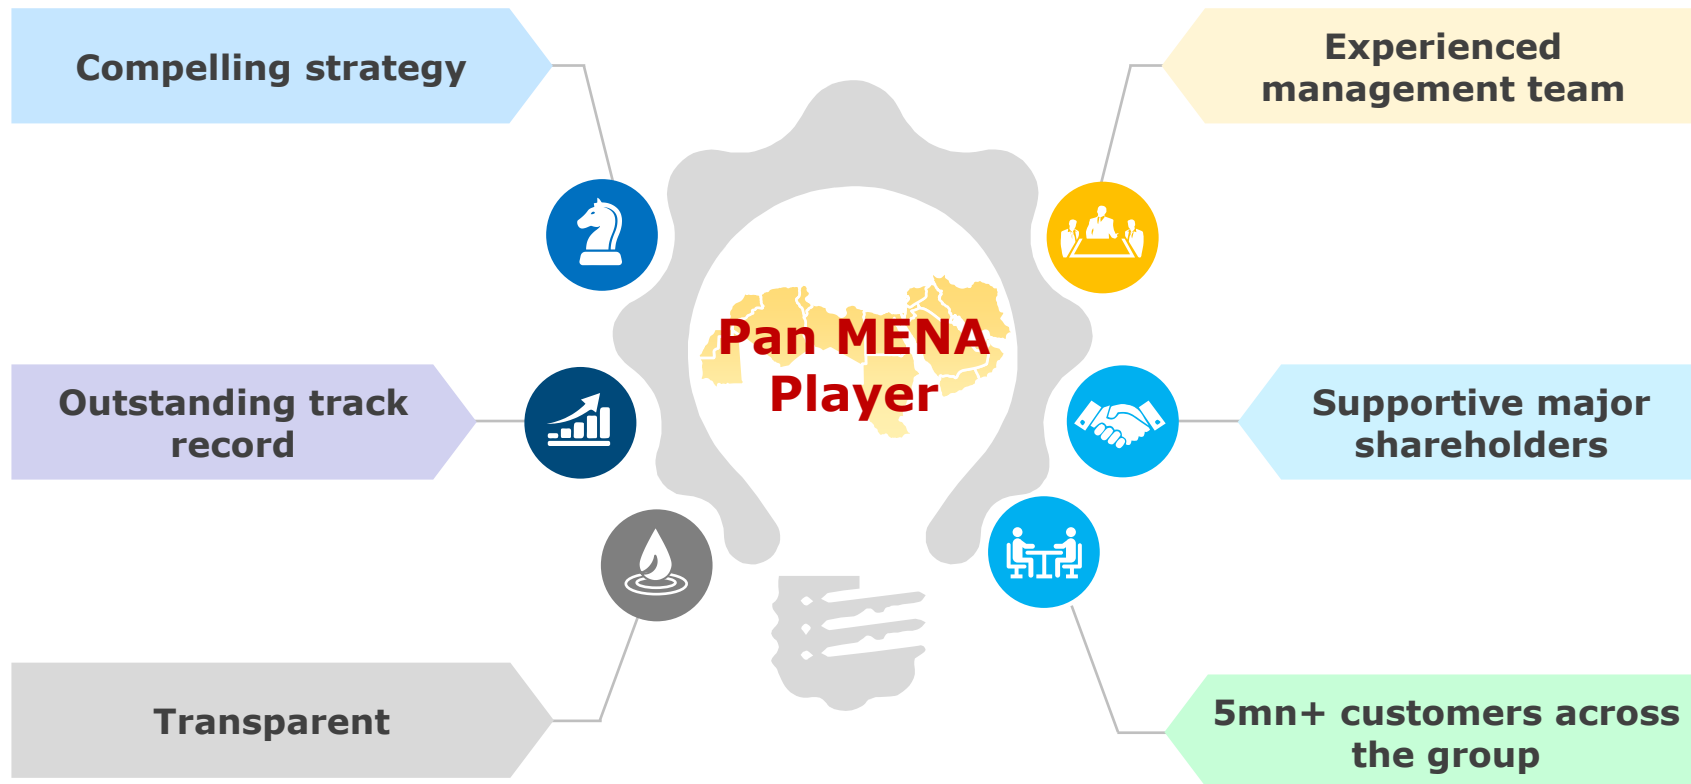 Compelling strategy
Experienced
management team
Pan MENA
Player
Outstanding track
record
Supportive major
shareholders
Transparent
5mn+ customers across
the group